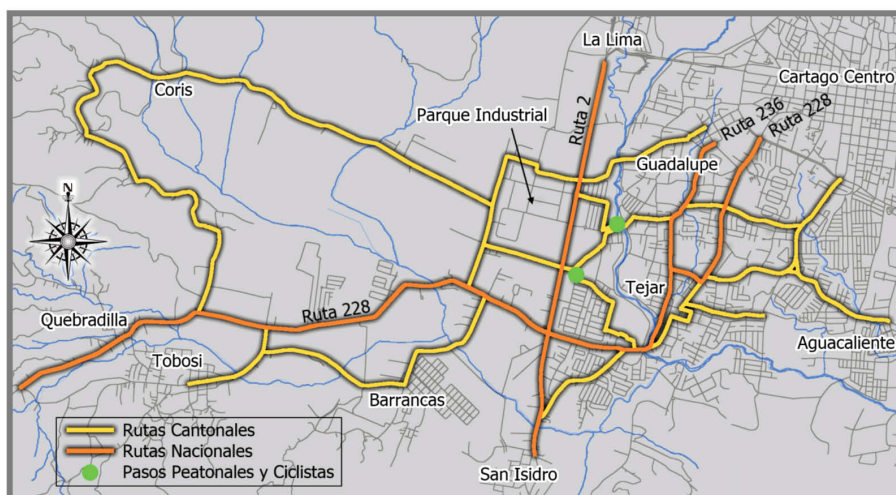 La Lima
Cartago Centro
Coris
Parque Industrial
Ruta 2
Ruta 236
Ruta 228
Guadalupe
N
Ruta 228
Tejar
Quebradilla
Tobosi
Aguacaliente
Barrancas
Rutas Cantonales
Rutas Nacionales
Pasos Peatonales y Ciclistas
San Isidro